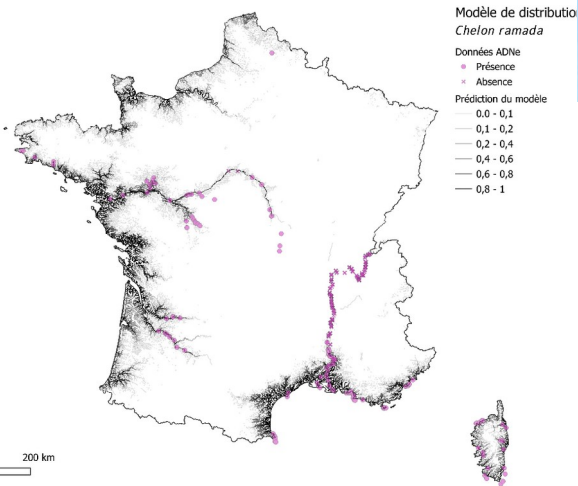 Modèle de distribution
Chelon ramada
Données ADNe
Présence
Absence
Prédiction du modèle
0.0 - 0,1
0,1 - 0,2
0,2 - 0,4
0,4 - 0,6
0,6 - 0,8
0,8 - 1
200 km